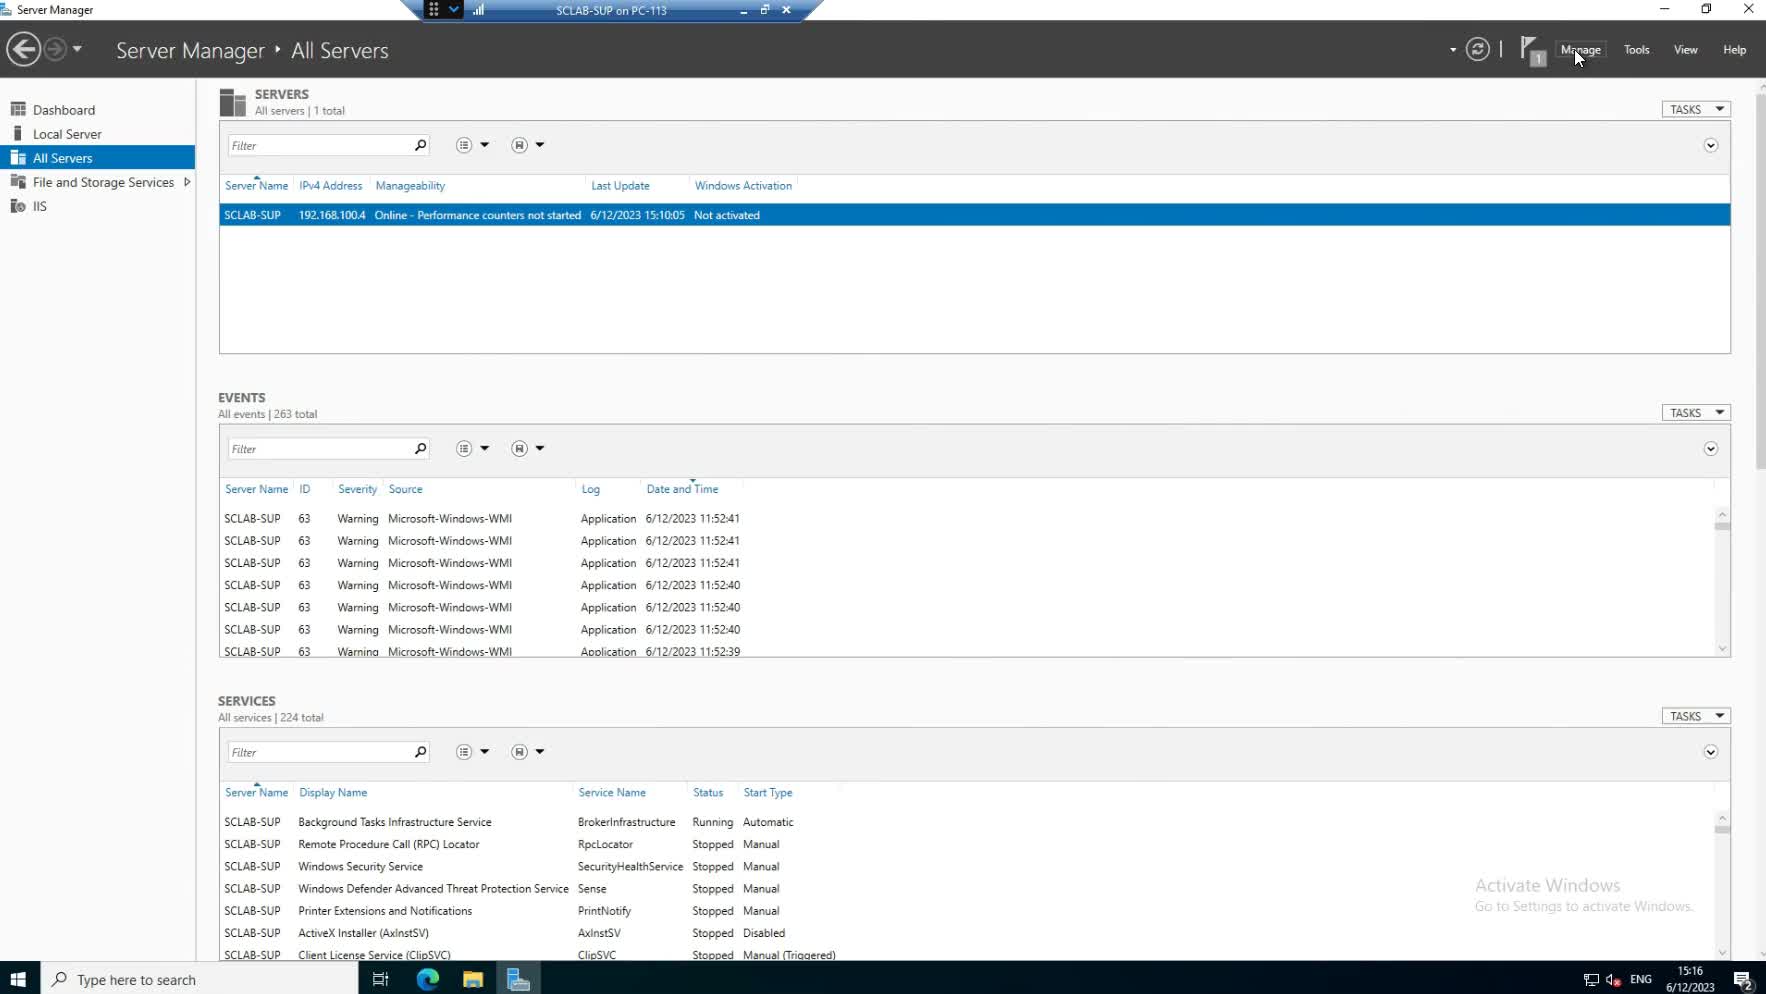 Server Manager
SCLAB-SUP on PC-113
Server Manager ‣ All Servers
1
Manage Tools View Help
Dashboard
Local Server
All Servers
File and Storage Services
IIS
SERVERS
All servers | 1 total
TASKS
Filter
Server Name IPv4 Address Manageability Last Update Windows Activation
SCLAB-SUP 192.168.100.4 Online - Performance counters not started 6/12/2023 15:10:05 Not activated
EVENTS
All events | 263 total
TASKS
Filter
Server Name ID Severity Source Log Date and Time
SCLAB-SUP 63 Warning Microsoft-Windows-WMI Application 6/12/2023 11:52:41
SCLAB-SUP 63 Warning Microsoft-Windows-WMI Application 6/12/2023 11:52:41
SCLAB-SUP 63 Warning Microsoft-Windows-WMI Application 6/12/2023 11:52:41
SCLAB-SUP 63 Warning Microsoft-Windows-WMI Application 6/12/2023 11:52:40
SCLAB-SUP 63 Warning Microsoft-Windows-WMI Application 6/12/2023 11:52:40
SCLAB-SUP 63 Warning Microsoft-Windows-WMI Application 6/12/2023 11:52:40
SCLAB-SUP 63 Warning Microsoft-Windows-WMI Application 6/12/2023 11:52:39
SERVICES
All services | 224 total
TASKS
Filter
Server Name Display Name Service Name Status Start Type
SCLAB-SUP Background Tasks Infrastructure Service BrokerInfrastructure Running Automatic
SCLAB-SUP Remote Procedure Call (RPC) Locator RpcLocator Stopped Manual
SCLAB-SUP Windows Security Service SecurityHealthService Stopped Manual
SCLAB-SUP Windows Defender Advanced Threat Protection Service Sense Stopped Manual
SCLAB-SUP Printer Extensions and Notifications PrintNotify Stopped Manual
SCLAB-SUP ActiveX Installer (AxInstSV) AxInstSV Stopped Disabled
SCLAB-SUP Client License Service (ClipSVC) ClipSVC Stopped Manual (Triggered)
Activate Windows
Go to Settings to activate Windows.
Type here to search
ENG
15:16
6/12/2023
2